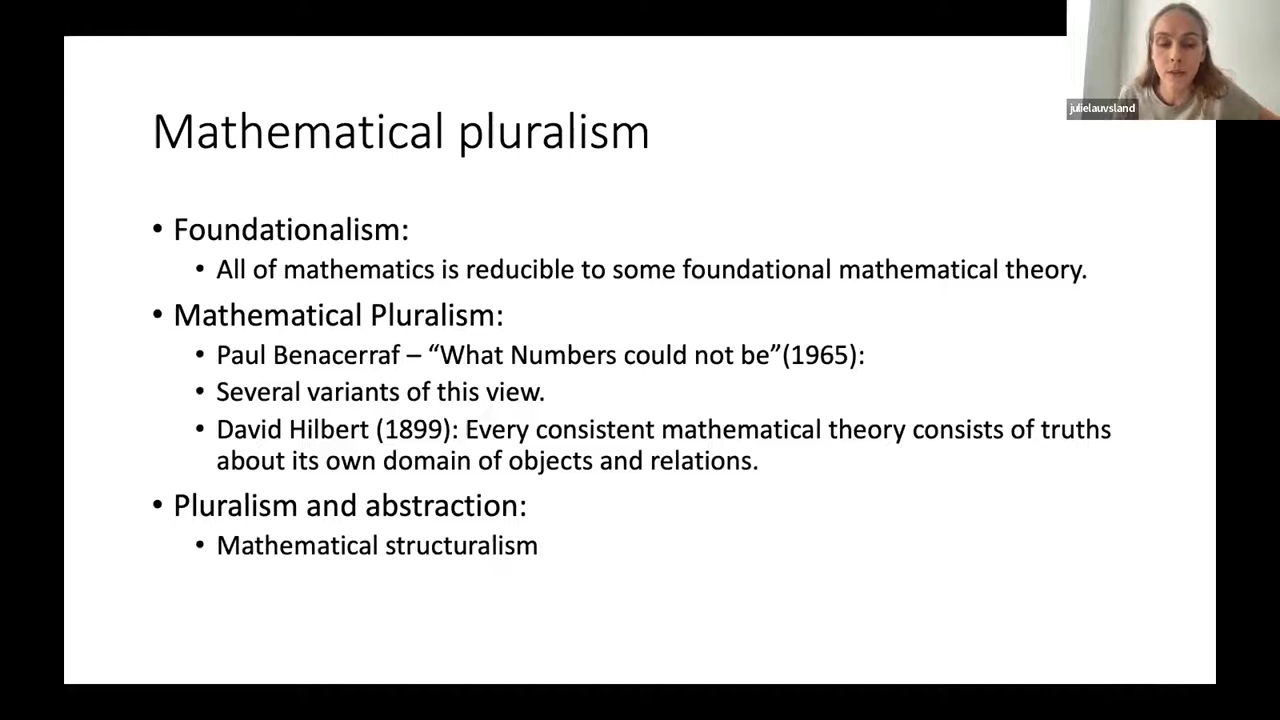 julielauvsland
Mathematical pluralism
• Foundationalism:
• All of mathematics is reducible to some foundational mathematical theory.
• Mathematical Pluralism:
• Paul Benacerraf – “What Numbers could not be”(1965):
• Several variants of this view.
• David Hilbert (1899): Every consistent mathematical theory consists of truths
about its own domain of objects and relations.
• Pluralism and abstraction:
• Mathematical structuralism